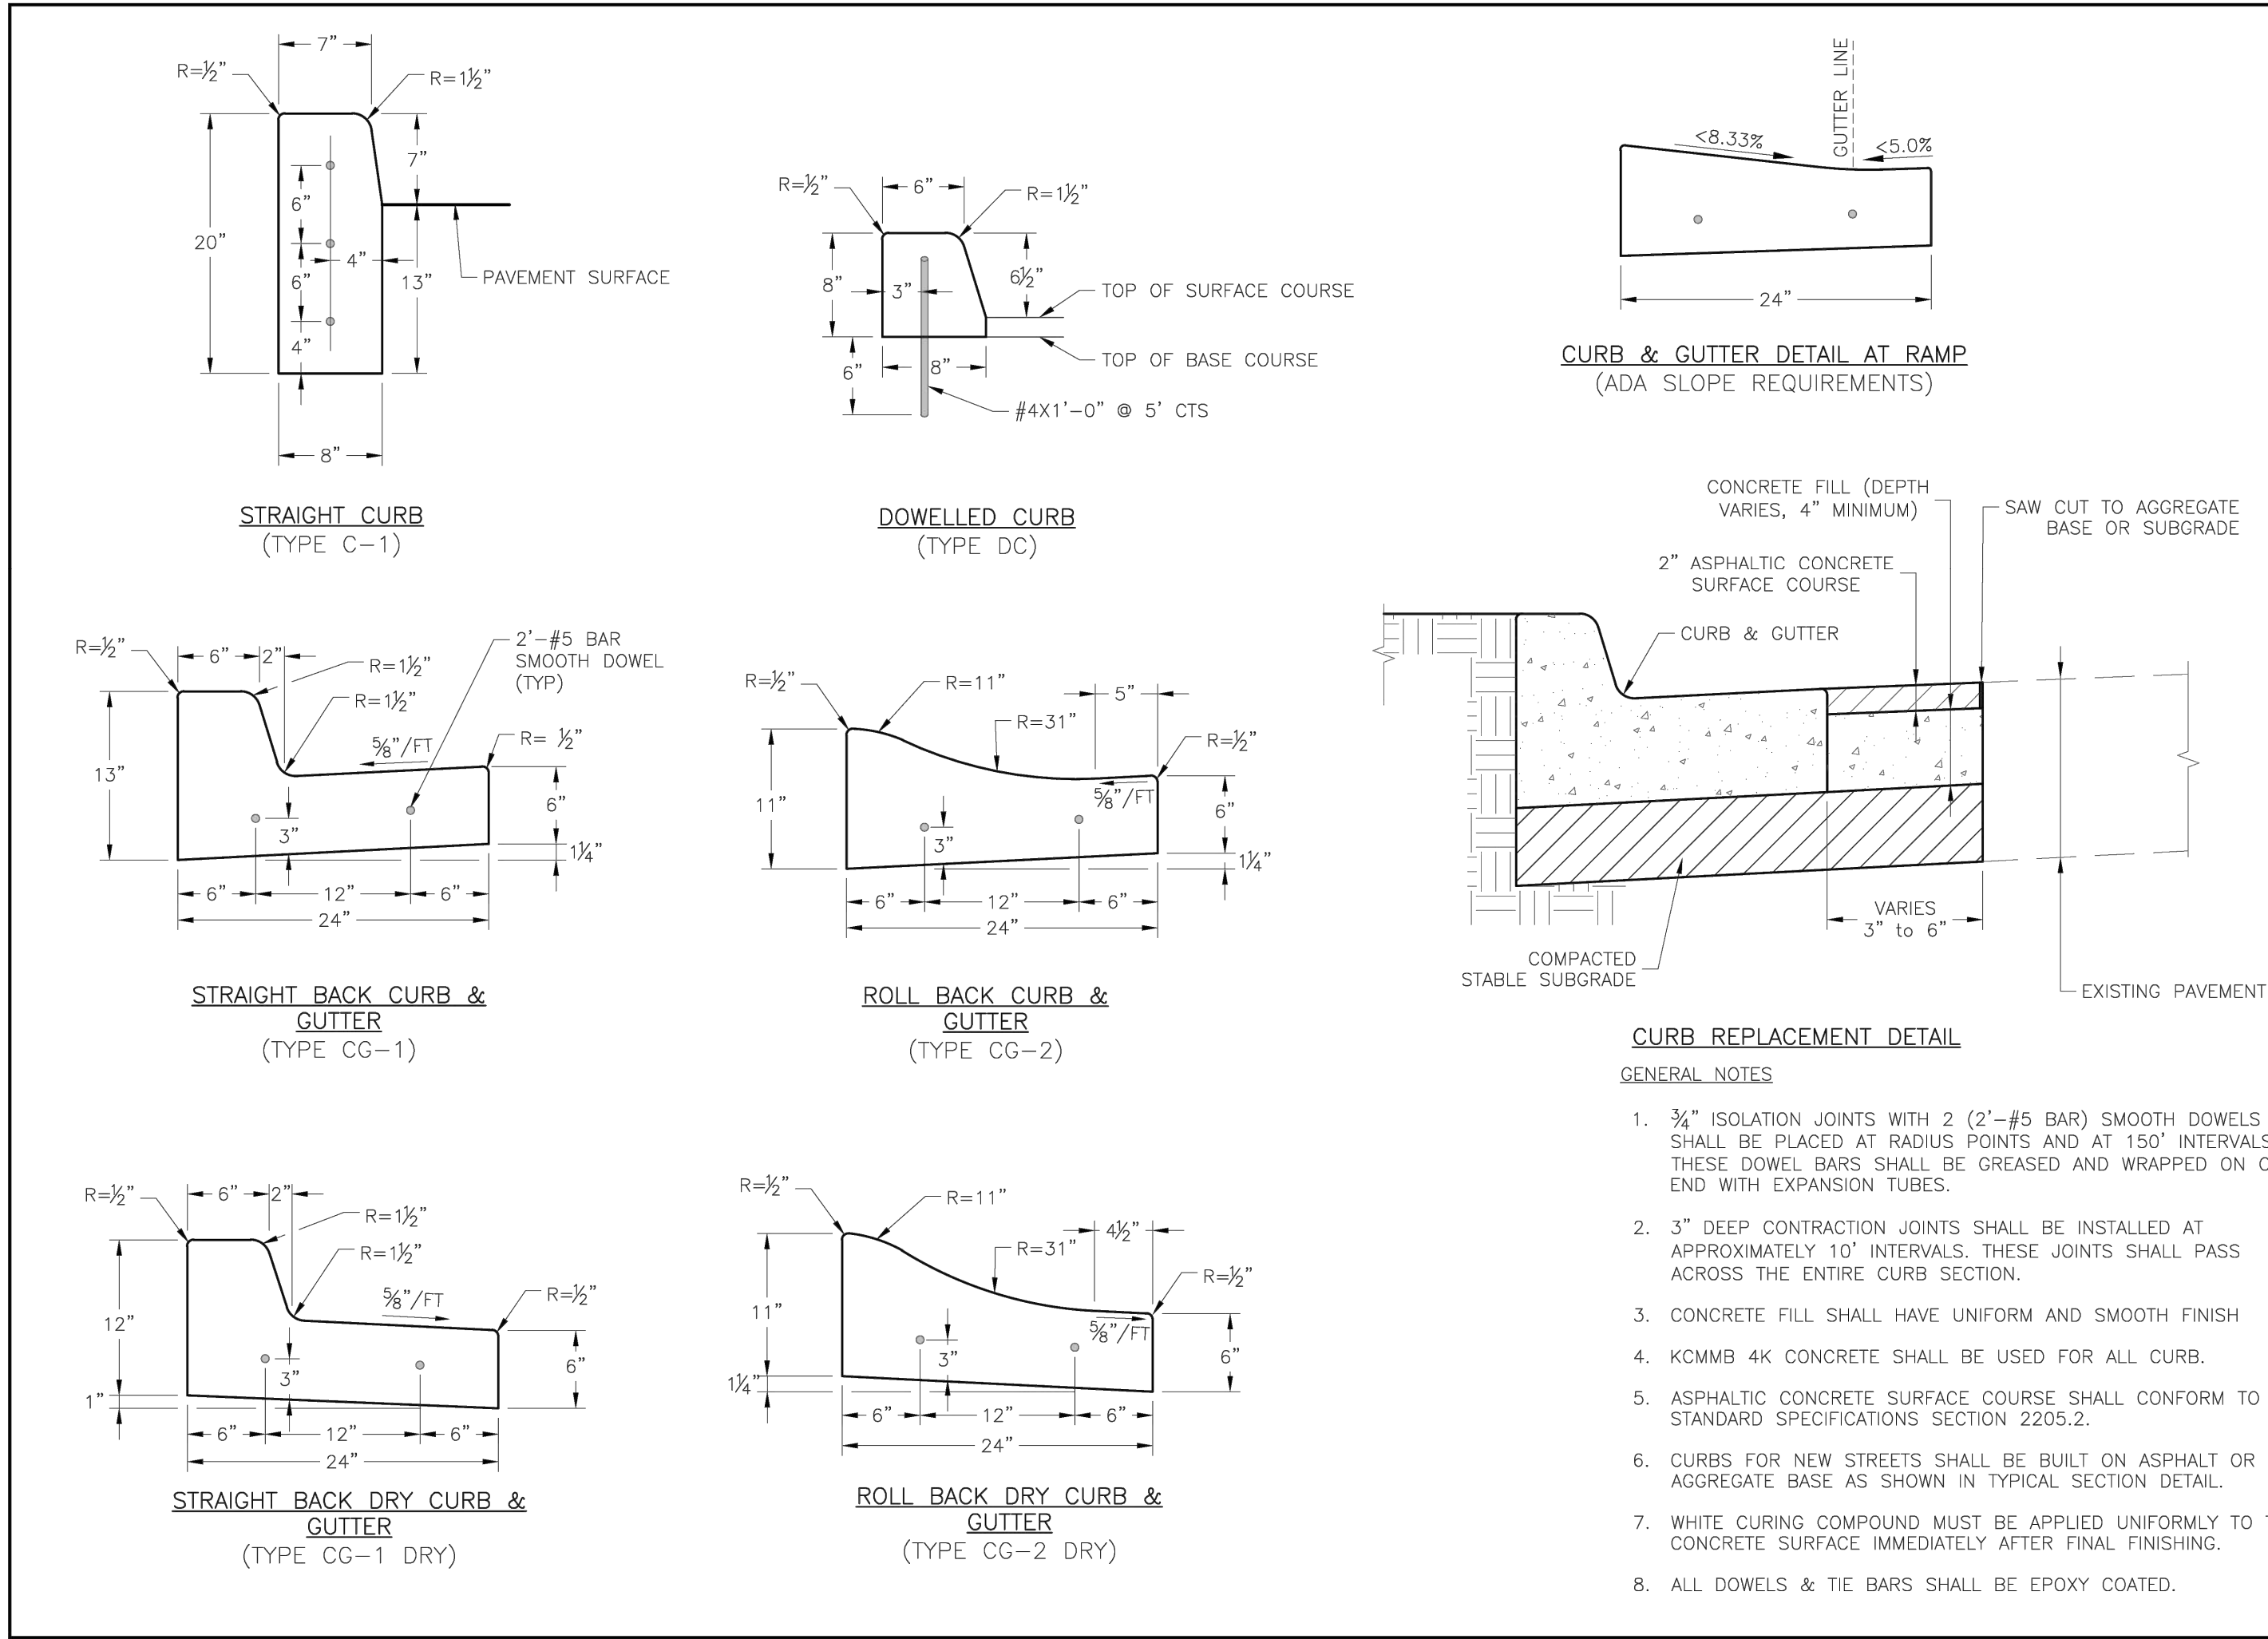 7"
R=½"
R=1½"
7"
6"
20"
4"
6"
13"
PAVEMENT SURFACE
4"
8"
STRAIGHT CURB
(TYPE C-1)
R=½"
6"
R=1½"
8"
3"
6½"
TOP OF SURFACE COURSE
TOP OF BASE COURSE
6"
8"
#4X1'-0" @ 5' CTS
DOWELLED CURB
(TYPE DC)
GUTTER LINE
<8.33%
<5.0%
24"
CURB & GUTTER DETAIL AT RAMP
(ADA SLOPE REQUIREMENTS)
R=½"
6"
2"
R=1½"
R=1½"
2'-#5 BAR
SMOOTH DOWEL
(TYP)
⅝"/FT
R= ½"
13"
3"
6"
1¼"
6"
12"
6"
24"
STRAIGHT BACK CURB &
GUTTER
(TYPE CG-1)
R=½"
R=11"
R=31"
5"
R=½"
⅝"/FT
11"
3"
6"
1¼"
6"
12"
6"
24"
ROLL BACK CURB &
GUTTER
(TYPE CG-2)
CONCRETE FILL (DEPTH
VARIES, 4" MINIMUM)
SAW CUT TO AGGREGATE
BASE OR SUBGRADE
2" ASPHALTIC CONCRETE
SURFACE COURSE
CURB & GUTTER
VARIES
3" to 6"
COMPACTED
STABLE SUBGRADE
EXISTING PAVEMENT
CURB REPLACEMENT DETAIL
R=½"
6"
2"
R=1½"
R=1½"
⅝"/FT
R=½"
12"
3"
6"
1"
6"
12"
6"
24"
STRAIGHT BACK DRY CURB &
GUTTER
(TYPE CG-1 DRY)
R=½"
R=11"
R=31"
4½"
R=½"
⅝"/FT
11"
3"
6"
1¼"
6"
12"
6"
24"
ROLL BACK DRY CURB &
GUTTER
(TYPE CG-2 DRY)
GENERAL NOTES
1. ¾" ISOLATION JOINTS WITH 2 (2'-#5 BAR) SMOOTH DOWELS
SHALL BE PLACED AT RADIUS POINTS AND AT 150' INTERVALS
THESE DOWEL BARS SHALL BE GREASED AND WRAPPED ON
END WITH EXPANSION TUBES.
2. 3" DEEP CONTRACTION JOINTS SHALL BE INSTALLED AT
APPROXIMATELY 10' INTERVALS. THESE JOINTS SHALL PASS
ACROSS THE ENTIRE CURB SECTION.
3. CONCRETE FILL SHALL HAVE UNIFORM AND SMOOTH FINISH
4. KCMMB 4K CONCRETE SHALL BE USED FOR ALL CURB.
5. ASPHALTIC CONCRETE SURFACE COURSE SHALL CONFORM TO
STANDARD SPECIFICATIONS SECTION 2205.2.
6. CURBS FOR NEW STREETS SHALL BE BUILT ON ASPHALT OR
AGGREGATE BASE AS SHOWN IN TYPICAL SECTION DETAIL.
7. WHITE CURING COMPOUND MUST BE APPLIED UNIFORMLY TO
CONCRETE SURFACE IMMEDIATELY AFTER FINAL FINISHING.
8. ALL DOWELS & TIE BARS SHALL BE EPOXY COATED.